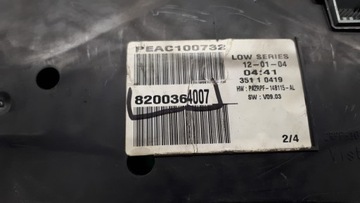 PEAC100732
LOW SERIES
12-01-04
04:41
351 1 0419
HW : PRZKPF-148115-AL
SW : V09.03
8200364007
2/4